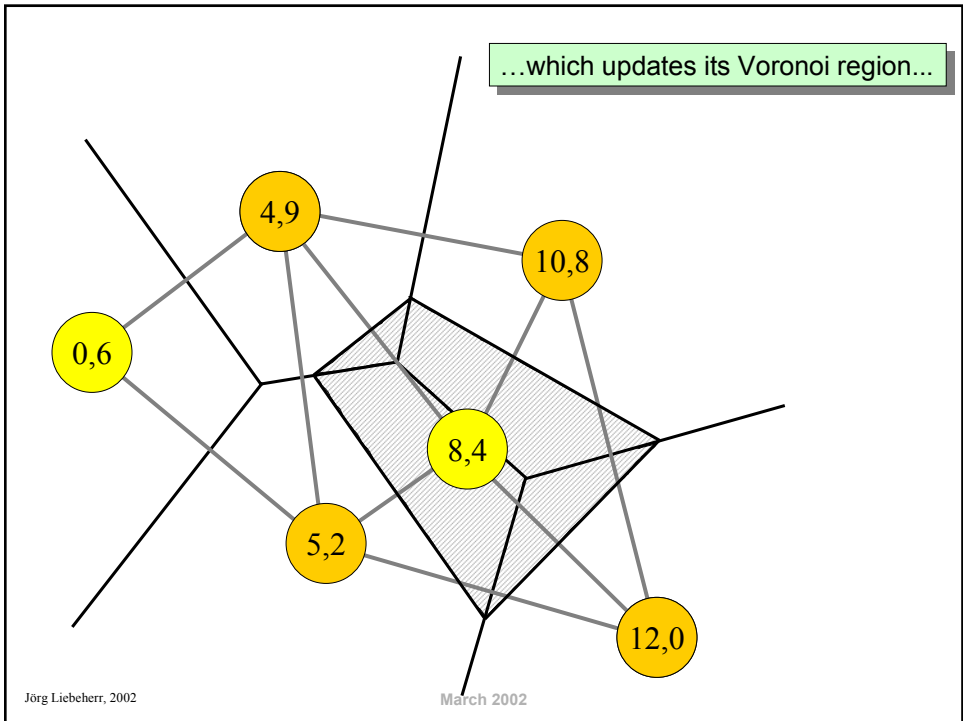 …which updates its Voronoi region...
4,9
10,8
0,6
8,4
5,2
12,0
Jörg Liebeherr, 2002
March 2002